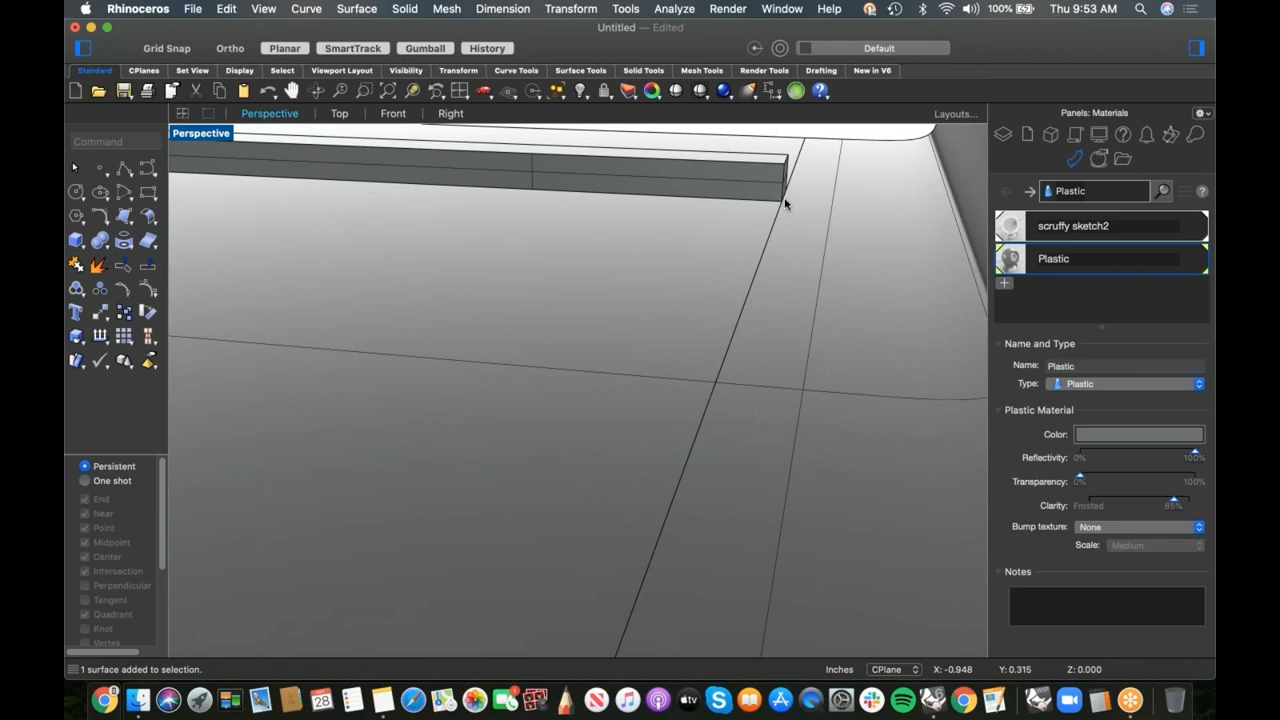 Rhinoceros File Edit View Curve Surface Solid Mesh Dimension Transform Tools Analyze Render Window Help 100% Thu 9:53 AM
Untitled — Edited
Grid Snap Ortho Planar SmartTrack Gumball History Default
Standard CPlanes Set View Display Select Viewport Layout Visibility Transform Curve Tools Surface Tools Solid Tools Mesh Tools Render Tools Drafting New in V6
Perspective Top Front Right Layouts... Panels: Materials
Perspective
Command
Plastic
scruffy sketch2
Plastic
Name and Type
Name: Plastic
Type: Plastic
Plastic Material
Color:
Reflectivity: 0% 100%
Transparency: 0% 100%
Clarity: Frosted 85%
Bump texture: None
Scale: Medium
Notes
Persistent
One shot
End
Near
Point
Midpoint
Center
Intersection
Perpendicular
Tangent
Quadrant
Knot
Vertex
1 surface added to selection. Inches CPlane X: -0.948 Y: 0.315 Z: 0.000
28
tv